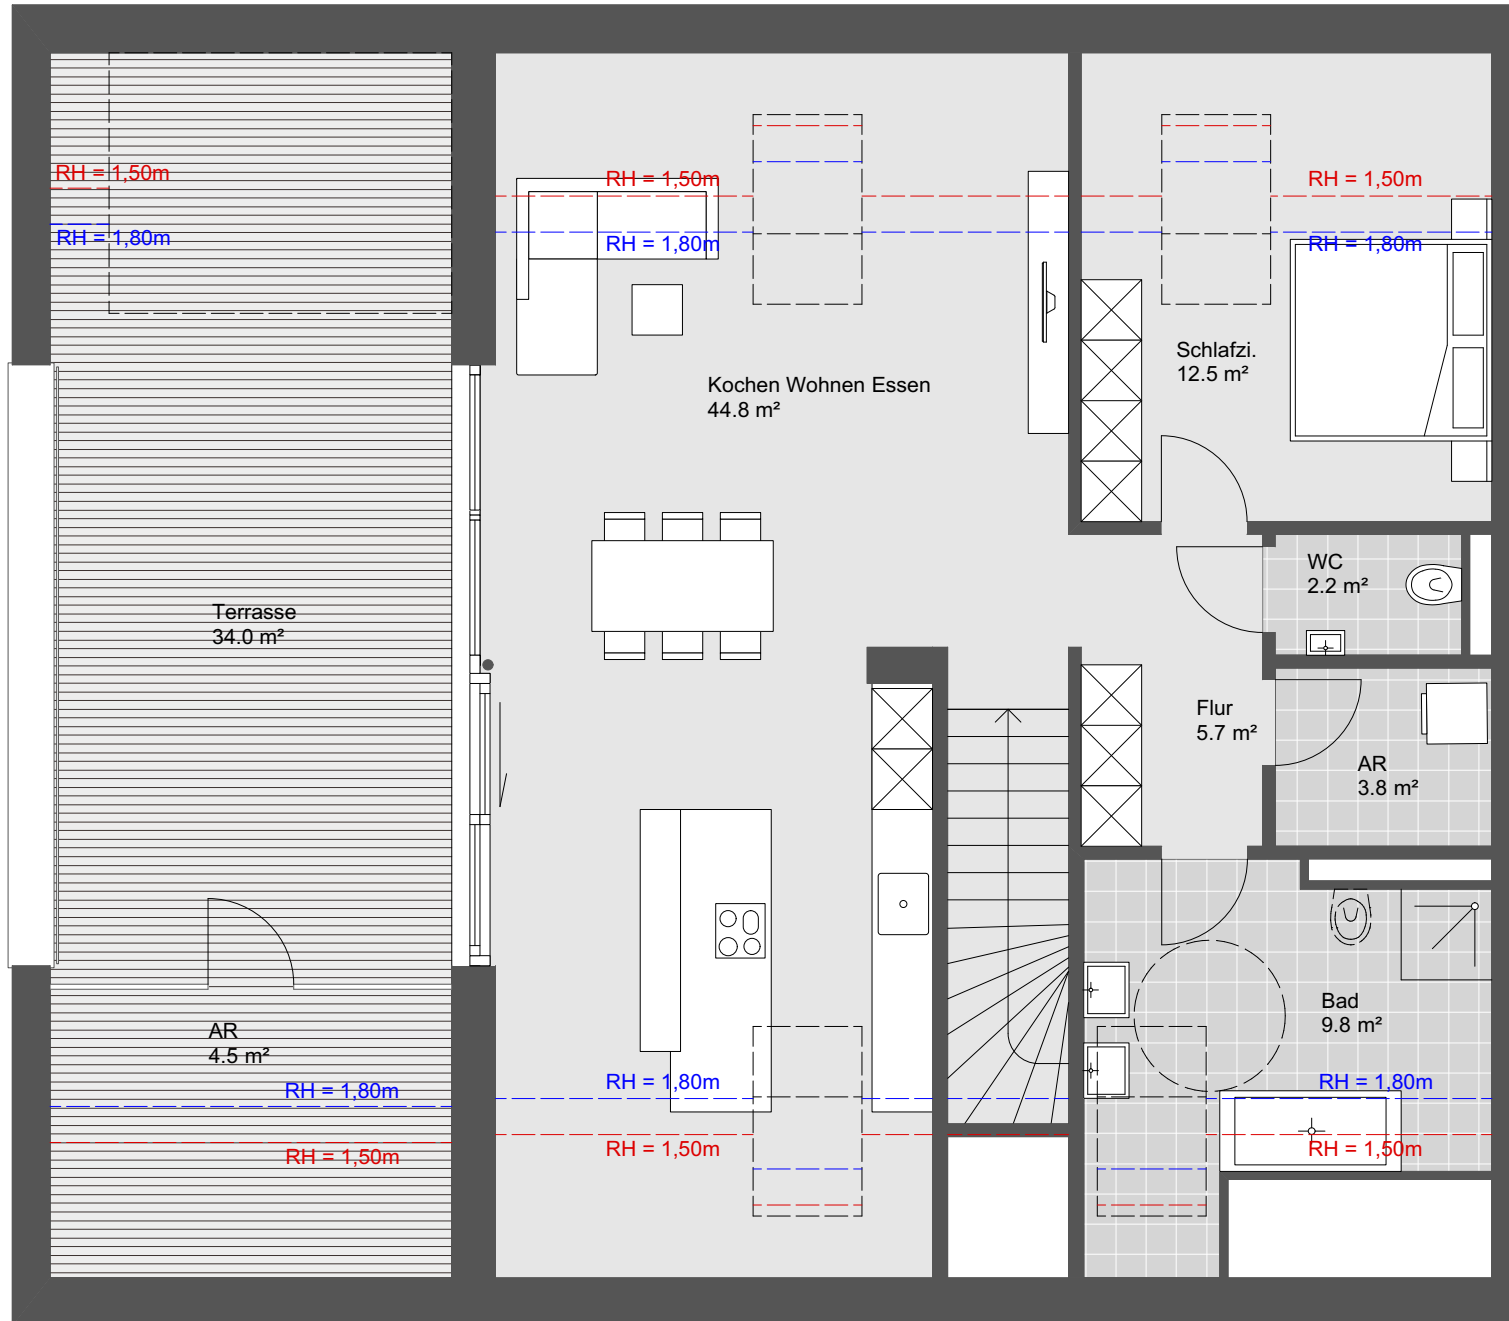 RH = 1,50m
RH = 1,80m
RH = 1,50m
RH = 1,80m
RH = 1,50m
RH = 1,80m
Schlafzi.
12.5 m²
Kochen Wohnen Essen
44.8 m²
WC
2.2 m²
Terrasse
34.0 m²
Flur
5.7 m²
AR
3.8 m²
Bad
9.8 m²
AR
4.5 m²
RH = 1,80m
RH = 1,50m
RH = 1,80m
RH = 1,50m
RH = 1,80m
RH = 1,50m